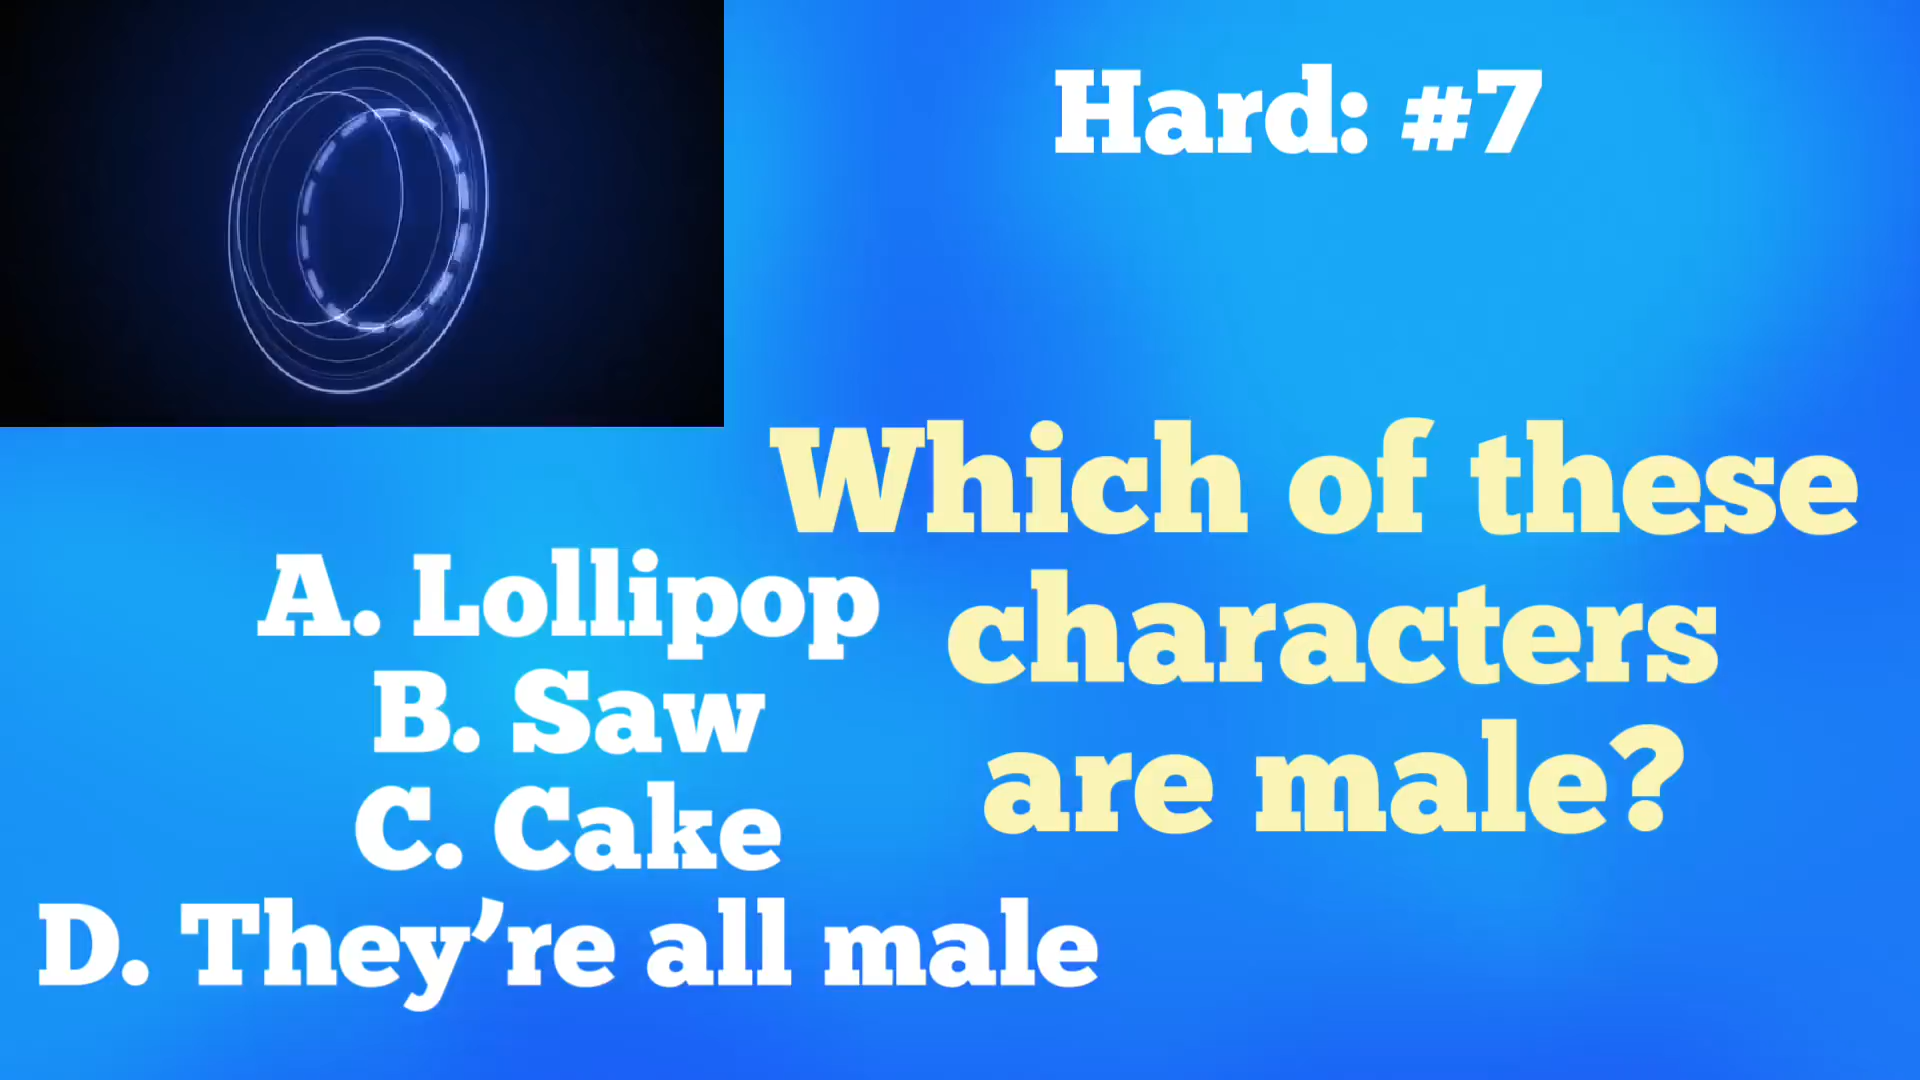 Hard: #7
Which of these
characters
are male?
A. Lollipop
B. Saw
C. Cake
D. They’re all male